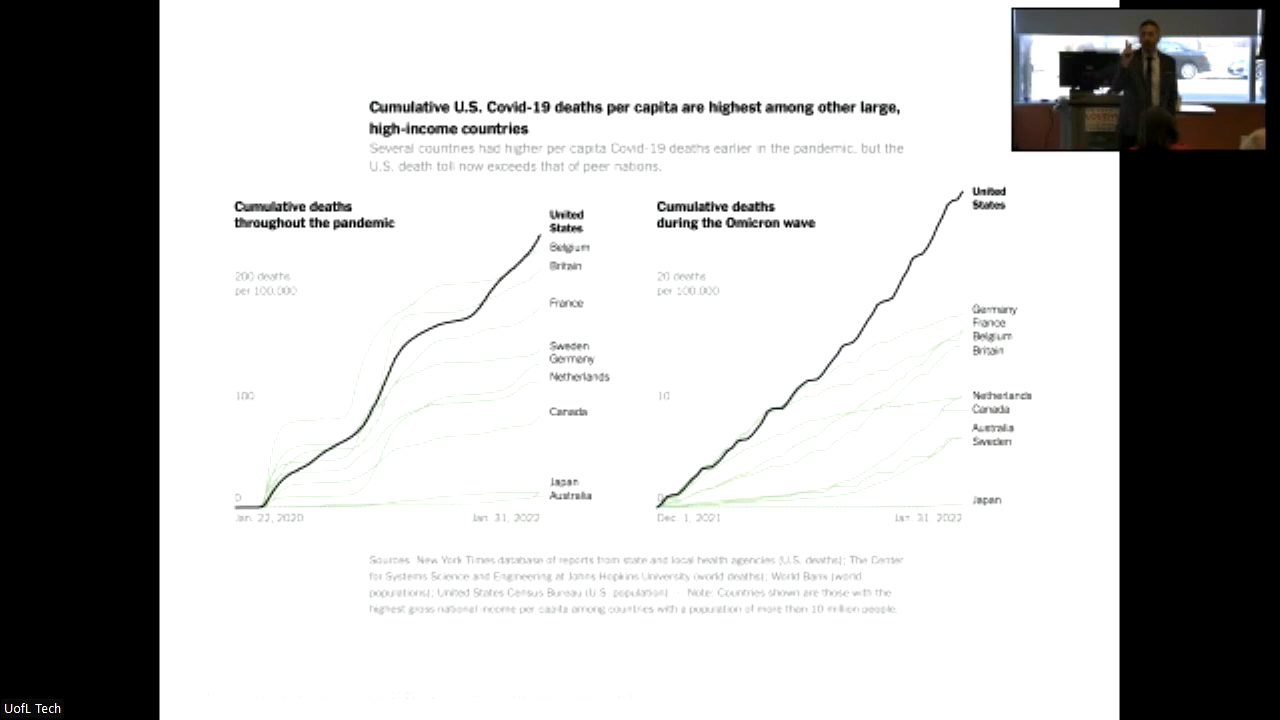 Cumulative U.S. Covid-19 deaths per capita are highest among other large,
high-income countries
Several countries had higher per capita Covid-19 deaths earlier in the pandemic, but the
U.S. death toll now exceeds that of peer nations.
Cumulative deaths
throughout the pandemic
200 deaths
per 100,000
100
0
Jan. 22, 2020
Jan. 31, 2022
United
States
Belgium
Britain
France
Sweden
Germany
Netherlands
Canada
Japan
Australia
Cumulative deaths
during the Omicron wave
20 deaths
per 100,000
10
0
Dec. 1, 2021
Jan. 31, 2022
United
States
Germany
France
Belgium
Britain
Netherlands
Canada
Australia
Sweden
Japan
Sources: New York Times database of reports from state and local health agencies (U.S. deaths); The Center
for Systems Science and Engineering at Johns Hopkins University (world deaths); World Bank (world
populations); United States Census Bureau (U.S. population) · Note: Countries shown are those with the
highest gross national income per capita among countries with a population of more than 10 million people.
UofL Tech